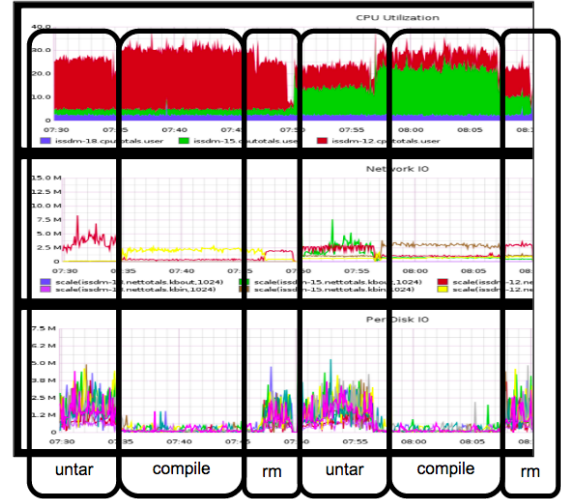 CPU Utilization
40.0
30.0
20.0
10.0
0.0
07:30 07:40 07:55 08:00 08:05
issdm-18.cputotals.user issdm-15.cputotals.user issdm-12.cputotals.user
Network IO
15.0 M
12.5 M
10.0 M
7.5 M
5.0 M
2.5 M
0
07:30 07:40 07:55 08:00 08:05
scale(issdm-15.nettotals.kbout,1024)
scale(issdm-15.nettotals.kbin,1024)
Per Disk IO
7.5 M
6.2 M
5.0 M
3.8 M
2.5 M
1.2 M
0
07:30 07:40 07:55 08:00 08:05
untar compile rm untar compile rm